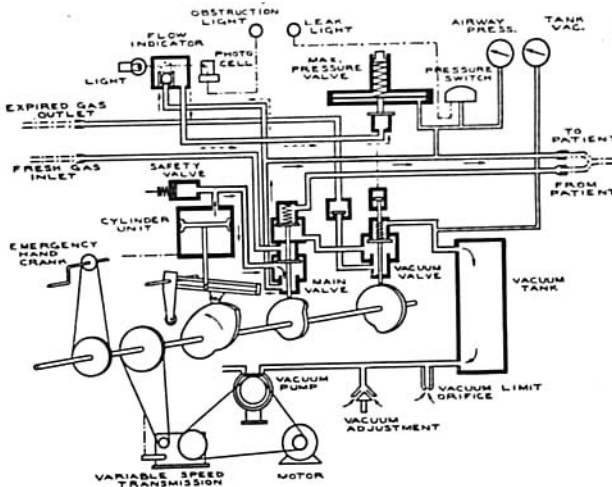 OBSTRUCTION
LIGHT
LEAK
LIGHT
AIRWAY
PRESS.
TANK
VAC.
FLOW
INDICATOR
PHOTO
CELL
LIGHT
MAX.
PRESSURE
VALVE
PRESSURE
SWITCH
EXPIRED GAS
OUTLET
TO
PATIENT
FRESH GAS
INLET
FROM
PATIENT
SAFETY
VALVE
CYLINDER
UNIT
EMERGENCY
HAND
CRANK
MAIN
VALVE
VACUUM
VALVE
VACUUM
TANK
VACUUM
PUMP
VACUUM LIMIT
ORIFICE
VACUUM
ADJUSTMENT
VARIABLE SPEED
TRANSMISSION
MOTOR